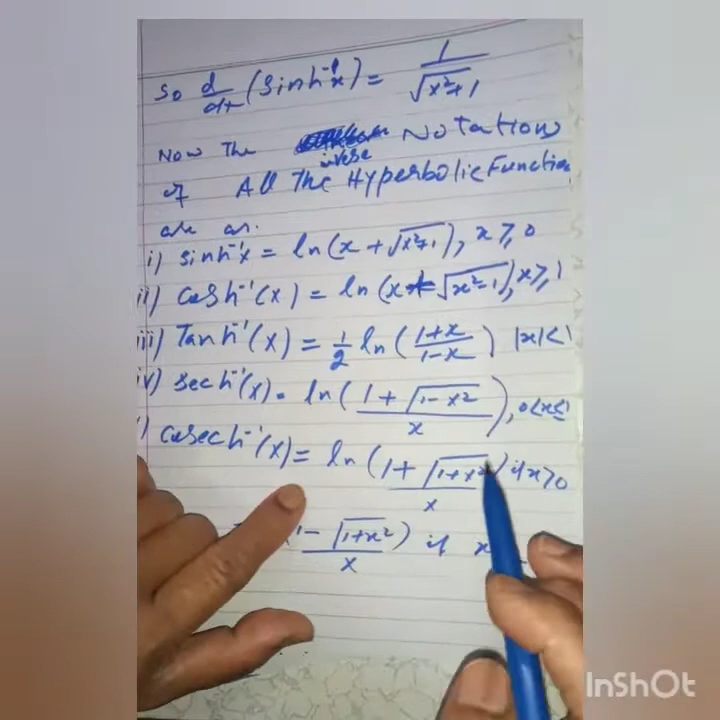 So d/dx (sinh⁻¹x) = 1/√x²+1
Now The Notation
invese
of All The Hyperbolic Function
are as.
i) sinh⁻¹x = ln(x + √x²+1), x ≥ 0
ii) cosh⁻¹(x) = ln(x + √x²-1), x ≥ 1
iii) Tanh⁻¹(x) = 1/2 ln(1+x/1-x) |x|<1
iv) sech⁻¹(x) = ln(1+√1-x²/x), 0<x≤1
) cosech⁻¹(x) = ln(1+√1+x²/x) if x>0
(1-√1+x²/x) if x
InShOt